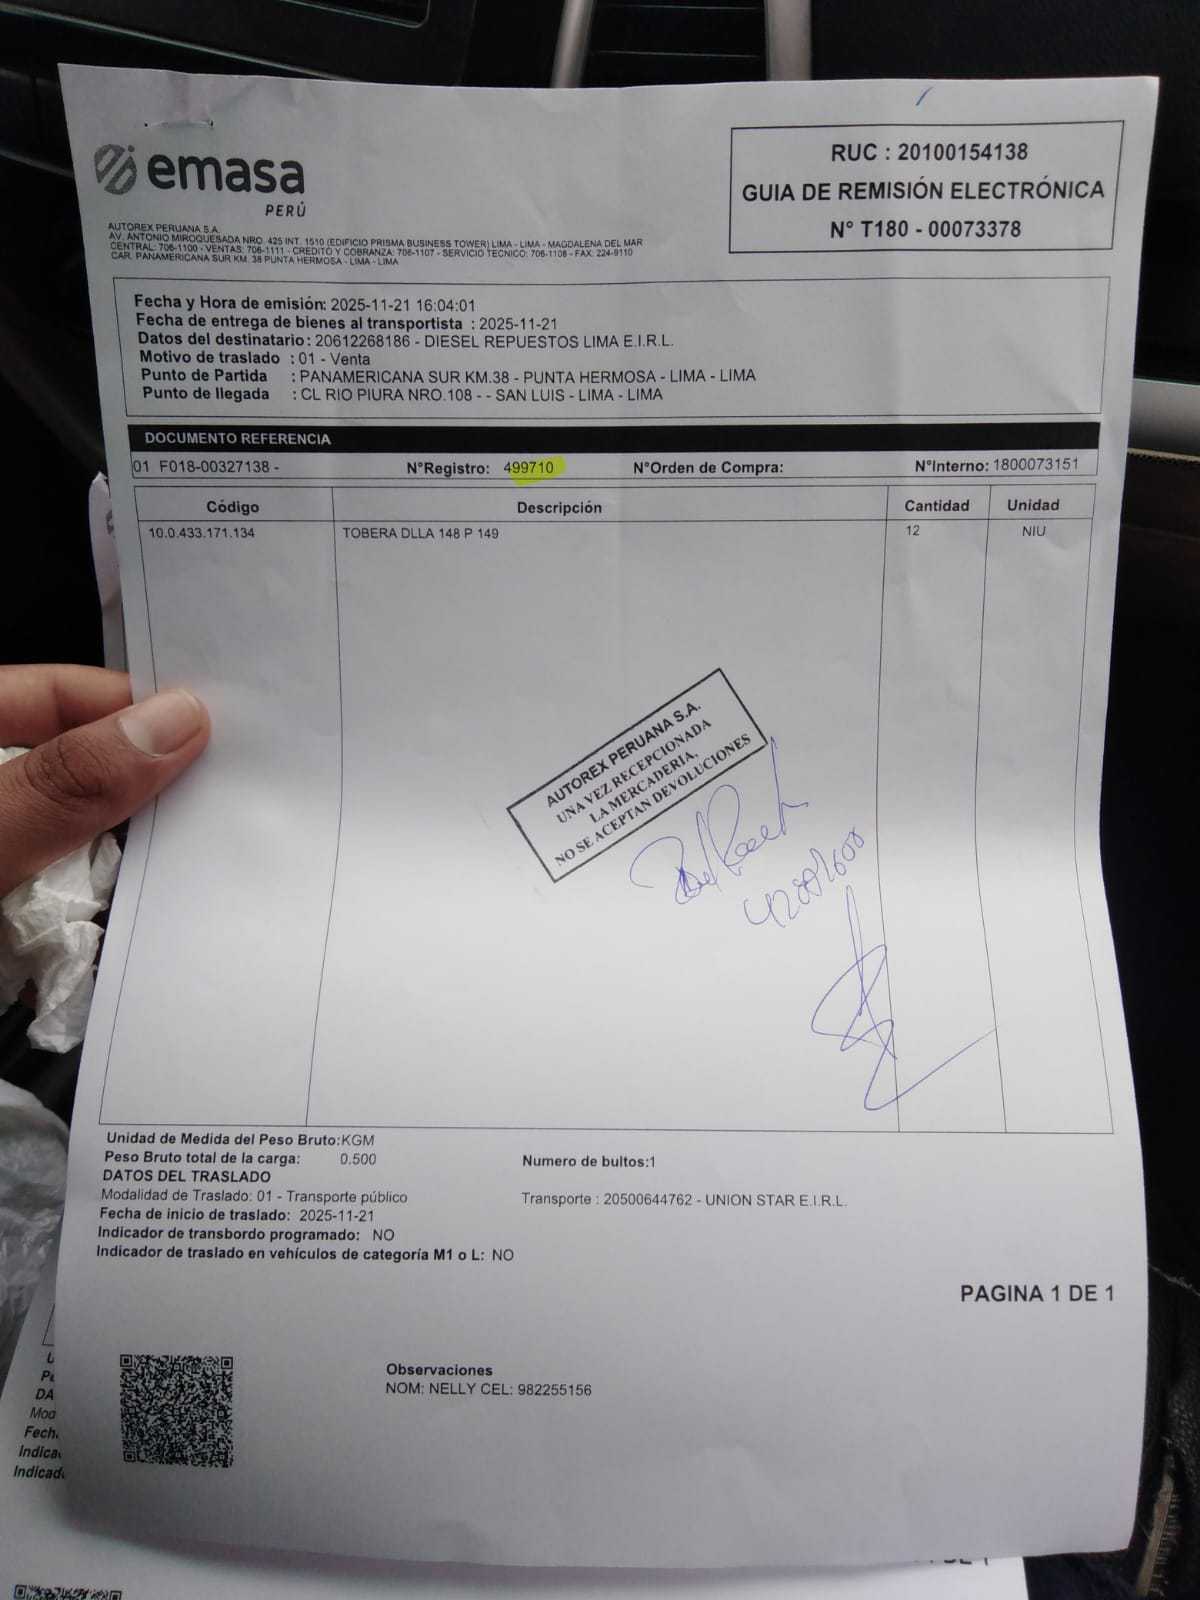 emasa
PERÚ
AUTOREX PERUANA S.A.
AV. ANTONIO MIROQUESADA NRO. 425 INT. 1510 (EDIFICIO PRISMA BUSINESS TOWER) LIMA - LIMA - MAGDALENA DEL MAR
CENTRAL: 706-1100 - VENTAS: 706-1111 - CREDITO Y COBRANZA: 706-1107 - SERVICIO TECNICO: 706-1108 - FAX: 224-9110
CAR. PANAMERICANA SUR KM. 38 PUNTA HERMOSA - LIMA - LIMA
RUC : 20100154138
GUIA DE REMISIÓN ELECTRÓNICA
N° T180 - 00073378
Fecha y Hora de emisión: 2025-11-21 16:04:01
Fecha de entrega de bienes al transportista : 2025-11-21
Datos del destinatario : 20612268186 - DIESEL REPUESTOS LIMA E.I.R.L.
Motivo de traslado : 01 - Venta
Punto de Partida : PANAMERICANA SUR KM.38 - PUNTA HERMOSA - LIMA - LIMA
Punto de llegada : CL RIO PIURA NRO.108 - - SAN LUIS - LIMA - LIMA
DOCUMENTO REFERENCIA
01 F018-00327138 - N°Registro: 499710 N°Orden de Compra: N°Interno: 1800073151
Código Descripción Cantidad Unidad
10.0.433.171.134 TOBERA DLLA 148 P 149 12 NIU
AUTOREX PERUANA S.A.
UNA VEZ RECEPCIONADA
LA MERCADERIA,
NO SE ACEPTAN DEVOLUCIONES
Unidad de Medida del Peso Bruto:KGM
Peso Bruto total de la carga: 0.500 Numero de bultos:1
DATOS DEL TRASLADO
Modalidad de Traslado: 01 - Transporte público Transporte : 20500644762 - UNION STAR E.I.R.L.
Fecha de inicio de traslado: 2025-11-21
Indicador de transbordo programado: NO
Indicador de traslado en vehículos de categoría M1 o L: NO
PAGINA 1 DE 1
Observaciones
NOM: NELLY CEL: 982255156